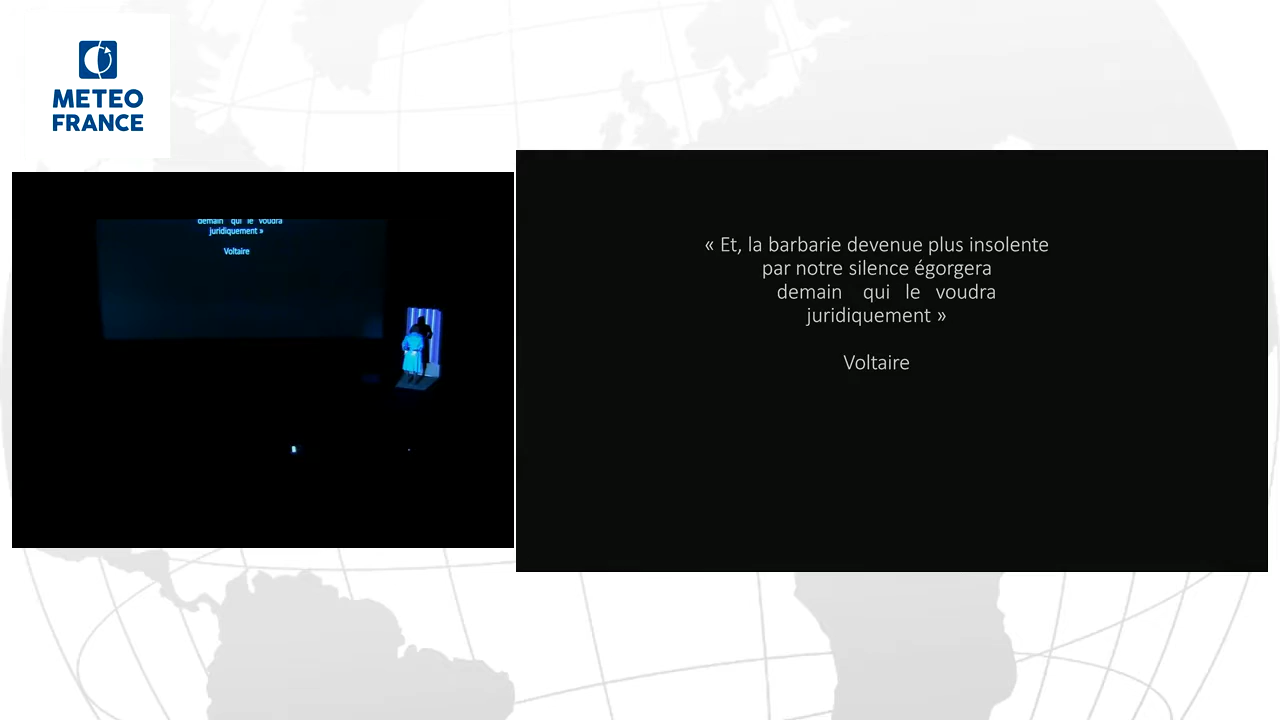 METEO
FRANCE
demain qui le voudra
juridiquement »
Voltaire
« Et, la barbarie devenue plus insolente
par notre silence égorgera
demain qui le voudra
juridiquement »
Voltaire